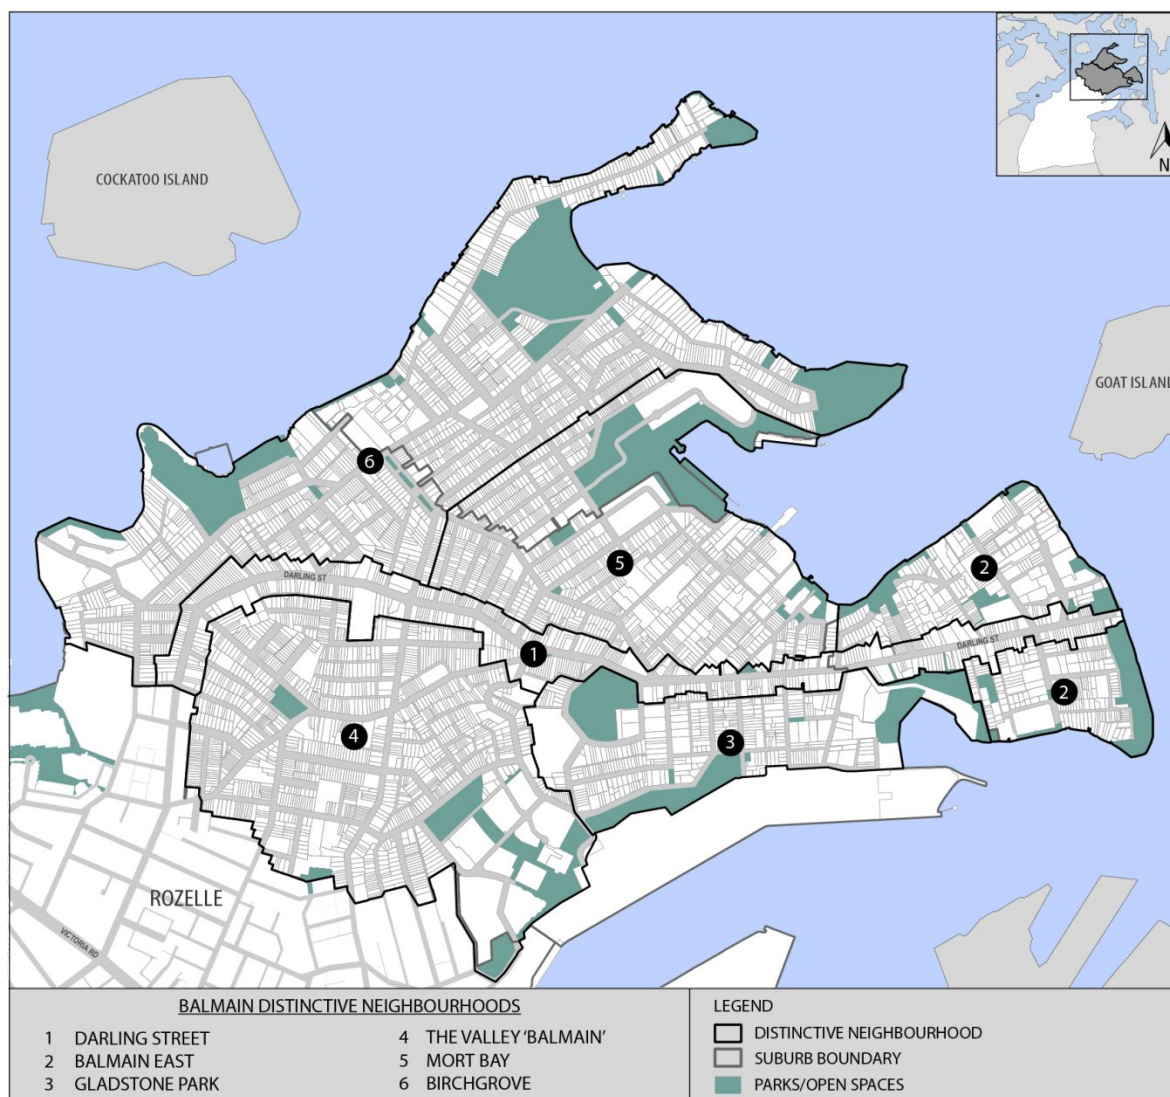 N
COCKATOO ISLAND
GOAT ISLAND
6
5
2
DARLING ST
DARLING ST
1
2
4
3
ROZELLE
VICTORIA RD
BALMAIN DISTINCTIVE NEIGHBOURHOODS
1 DARLING STREET
2 BALMAIN EAST
3 GLADSTONE PARK
4 THE VALLEY ‘BALMAIN’
5 MORT BAY
6 BIRCHGROVE
LEGEND
DISTINCTIVE NEIGHBOURHOOD
SUBURB BOUNDARY
PARKS/OPEN SPACES